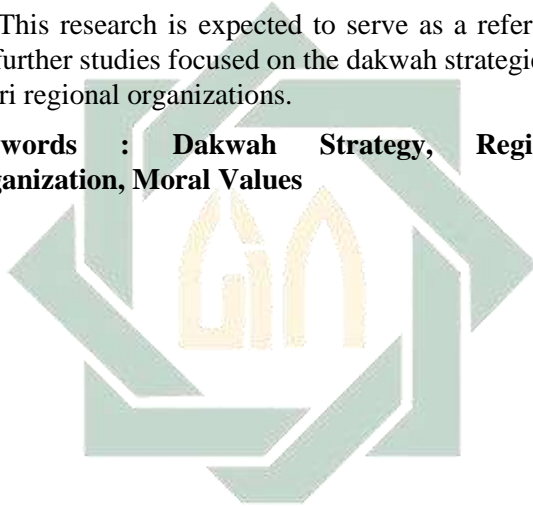 This research is expected to serve as a refer
further studies focused on the dakwah strategie
ri regional organizations.
words : Dakwah Strategy, Regi
ganization, Moral Values